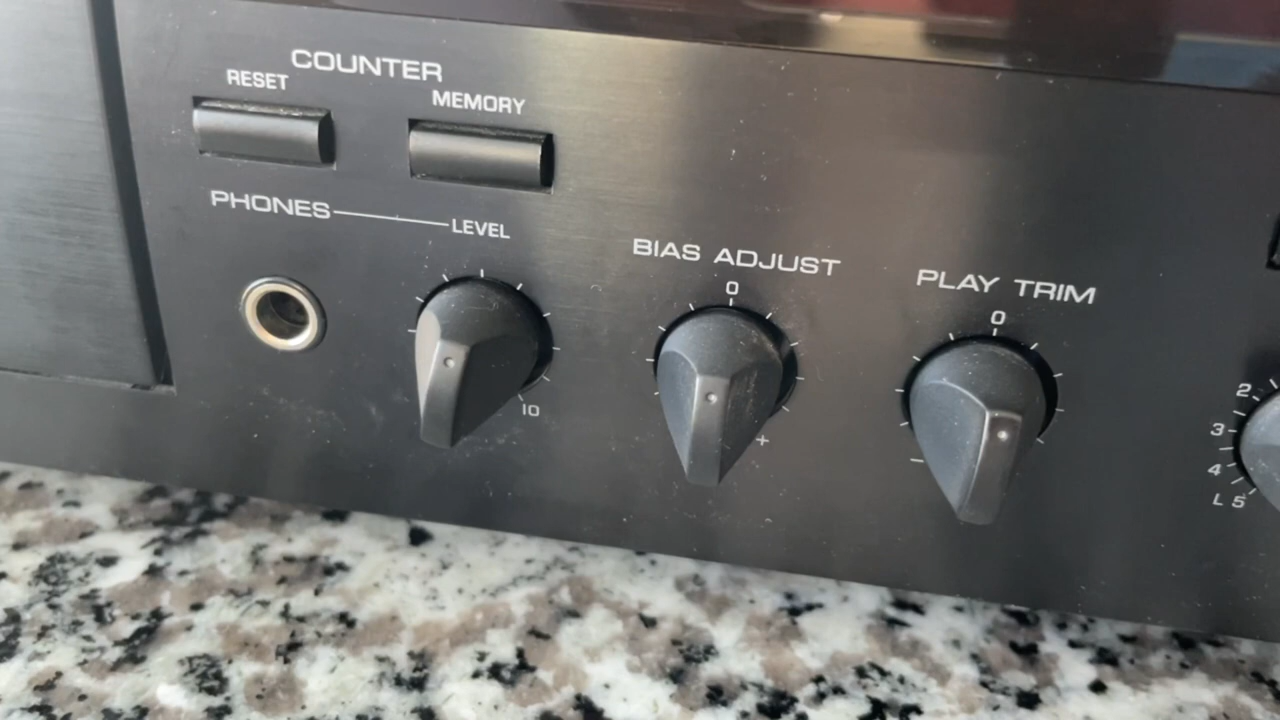 COUNTER
RESET
MEMORY
PHONES
LEVEL
BIAS ADJUST
PLAY TRIM
0
0
10
+
–
2
3
4
L 5